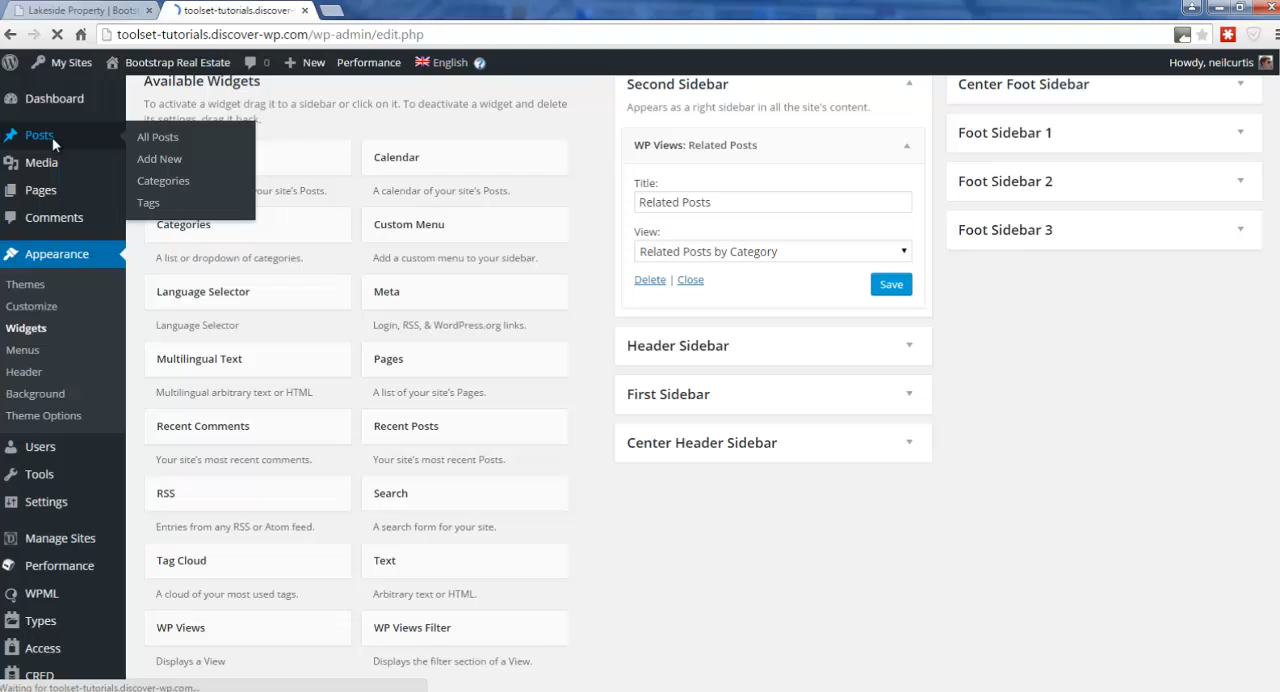 Lakeside Property | Boots
toolset-tutorials.discover-
toolset-tutorials.discover-wp.com/wp-admin/edit.php
My Sites
Bootstrap Real Estate
0
New
Performance
English
Howdy, neilcurtis
Dashboard
Posts
Media
Pages
Comments
Appearance
Themes
Customize
Widgets
Menus
Header
Background
Theme Options
Users
Tools
Settings
Manage Sites
Performance
WPML
Types
Access
CRED
All Posts
Add New
Categories
Tags
Available Widgets
To activate a widget drag it to a sidebar or click on it. To deactivate a widget and delete
its settings, drag it back.
your site's Posts.
Calendar
A calendar of your site's Posts.
Categories
A list or dropdown of categories.
Custom Menu
Add a custom menu to your sidebar.
Language Selector
Language Selector
Meta
Login, RSS, & WordPress.org links.
Multilingual Text
Multilingual arbitrary text or HTML
Pages
A list of your site's Pages.
Recent Comments
Your site's most recent comments.
Recent Posts
Your site's most recent Posts.
RSS
Entries from any RSS or Atom feed.
Search
A search form for your site.
Tag Cloud
A cloud of your most used tags.
Text
Arbitrary text or HTML.
WP Views
Displays a View
WP Views Filter
Displays the filter section of a View.
Second Sidebar
Appears as a right sidebar in all the site's content.
WP Views: Related Posts
Title:
Related Posts
View:
Related Posts by Category
Delete | Close
Save
Header Sidebar
First Sidebar
Center Header Sidebar
Center Foot Sidebar
Foot Sidebar 1
Foot Sidebar 2
Foot Sidebar 3
Waiting for toolset-tutorials.discover-wp.com...